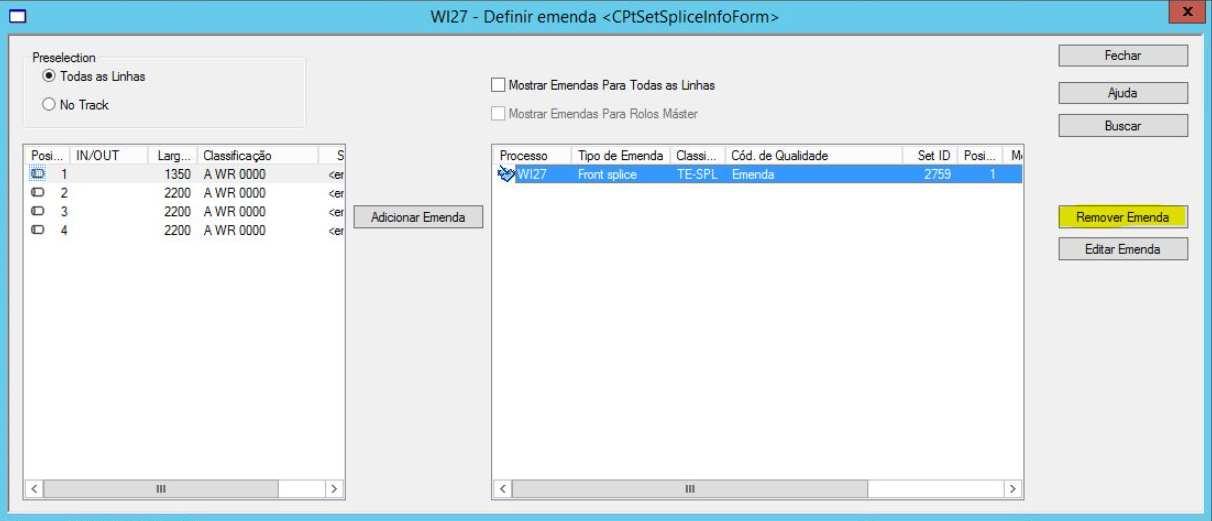 WI27 - Definir emenda <CPtSetSpliceInfoForm>
x
Preselection
Todas as Linhas
No Track
Mostrar Emendas Para Todas as Linhas
Mostrar Emendas Para Rolos Máster
Fechar
Ajuda
Buscar
Posi... IN/OUT Larg... Classificação S
1 1350 A WR 0000 <er
2 2200 A WR 0000 <er
3 2200 A WR 0000 <er
4 2200 A WR 0000 <er
Adicionar Emenda
Processo Tipo de Emenda Classi... Cód. de Qualidade Set ID Posi... M
WI27 Front splice TE-SPL Emenda 2759 1
Remover Emenda
Editar Emenda